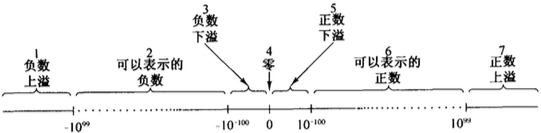 3
负数
下溢
5
正数
下溢
1
负数
上溢
2
可以表示的
负数
4
零
6
可以表示的
正数
7
正数
上溢
-10⁹⁹
-10⁻¹⁰⁰
0
10⁻¹⁰⁰
10⁹⁹